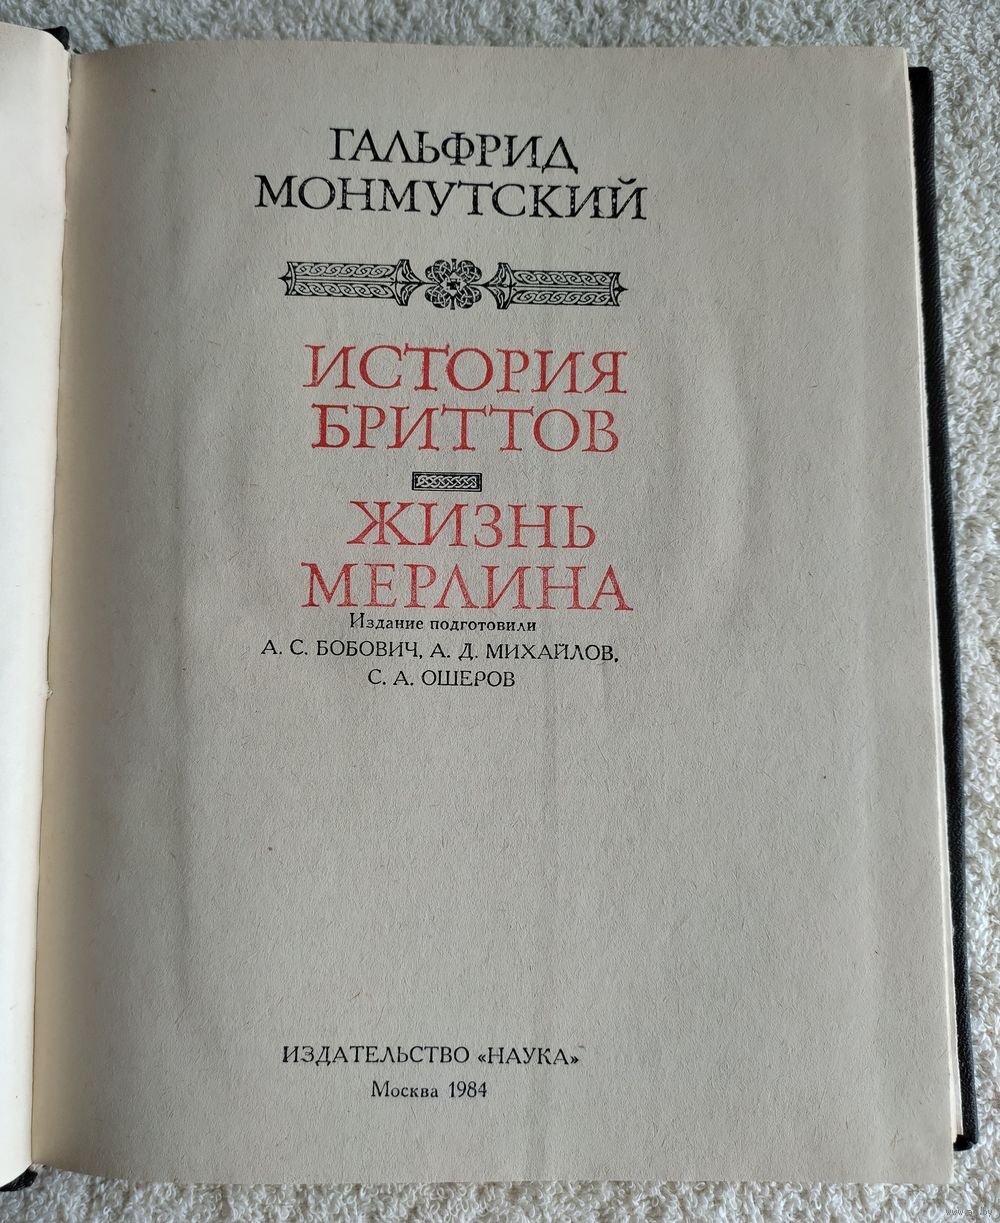 ГАЛЬФРИД
МОНМУТСКИЙ
ИСТОРИЯ
БРИТТОВ
ЖИЗНЬ
МЕРЛИНА
Издание подготовили
А. С. БОБОВИЧ, А. Д. МИХАЙЛОВ,
С. А. ОШЕРОВ
ИЗДАТЕЛЬСТВО «НАУКА»
Москва 1984